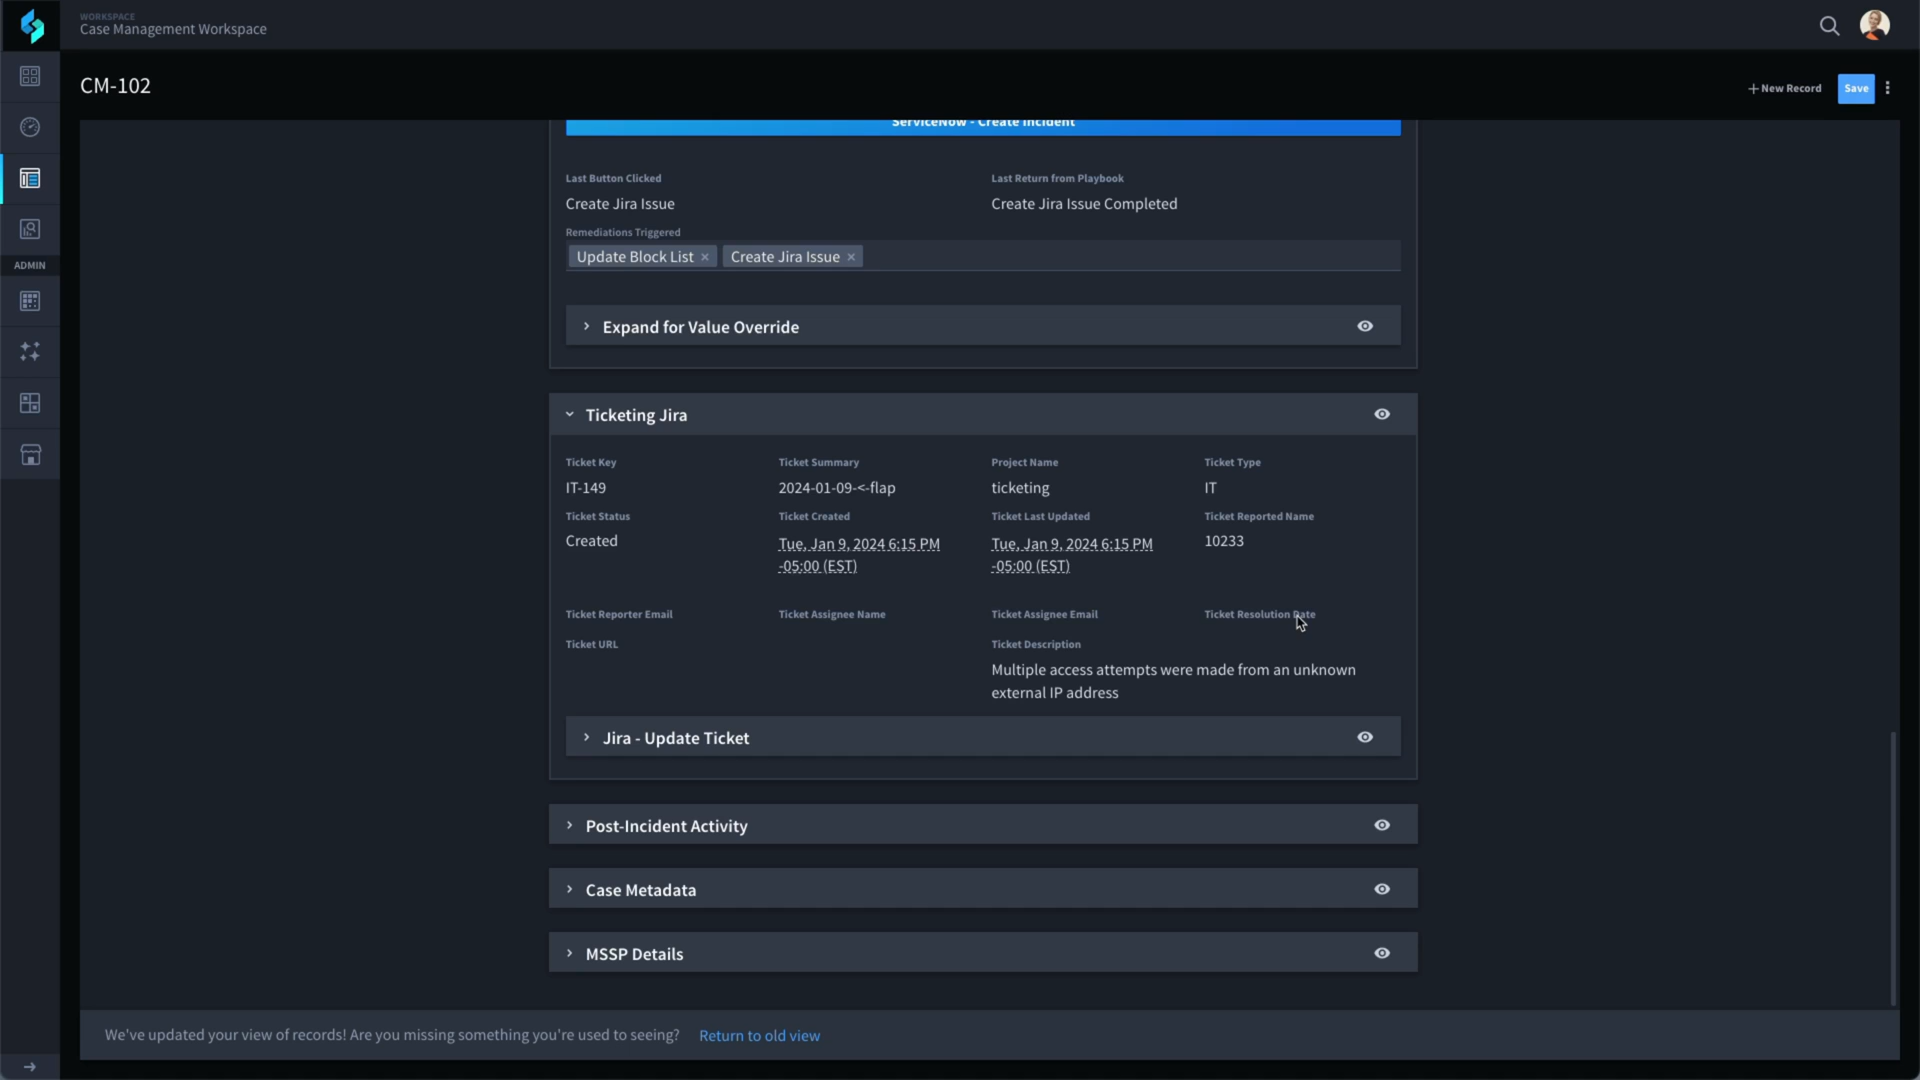 WORKSPACE
Case Management Workspace
CM-102
New Record
Save
ServiceNow - Create Incident
Last Button Clicked
Last Return from Playbook
Create Jira Issue
Create Jira Issue Completed
Remediations Triggered
Update Block List × Create Jira Issue ×
Expand for Value Override
Ticketing Jira
Ticket Key
Ticket Summary
Project Name
Ticket Type
IT-149
2024-01-09-<-flap
ticketing
IT
Ticket Status
Ticket Created
Ticket Last Updated
Ticket Reported Name
Created
Tue, Jan 9, 2024 6:15 PM
-05:00 (EST)
Tue, Jan 9, 2024 6:15 PM
-05:00 (EST)
10233
Ticket Reporter Email
Ticket Assignee Name
Ticket Assignee Email
Ticket Resolution Date
Ticket URL
Ticket Description
Multiple access attempts were made from an unknown
external IP address
Jira - Update Ticket
Post-Incident Activity
Case Metadata
MSSP Details
ADMIN
We've updated your view of records! Are you missing something you're used to seeing? Return to old view